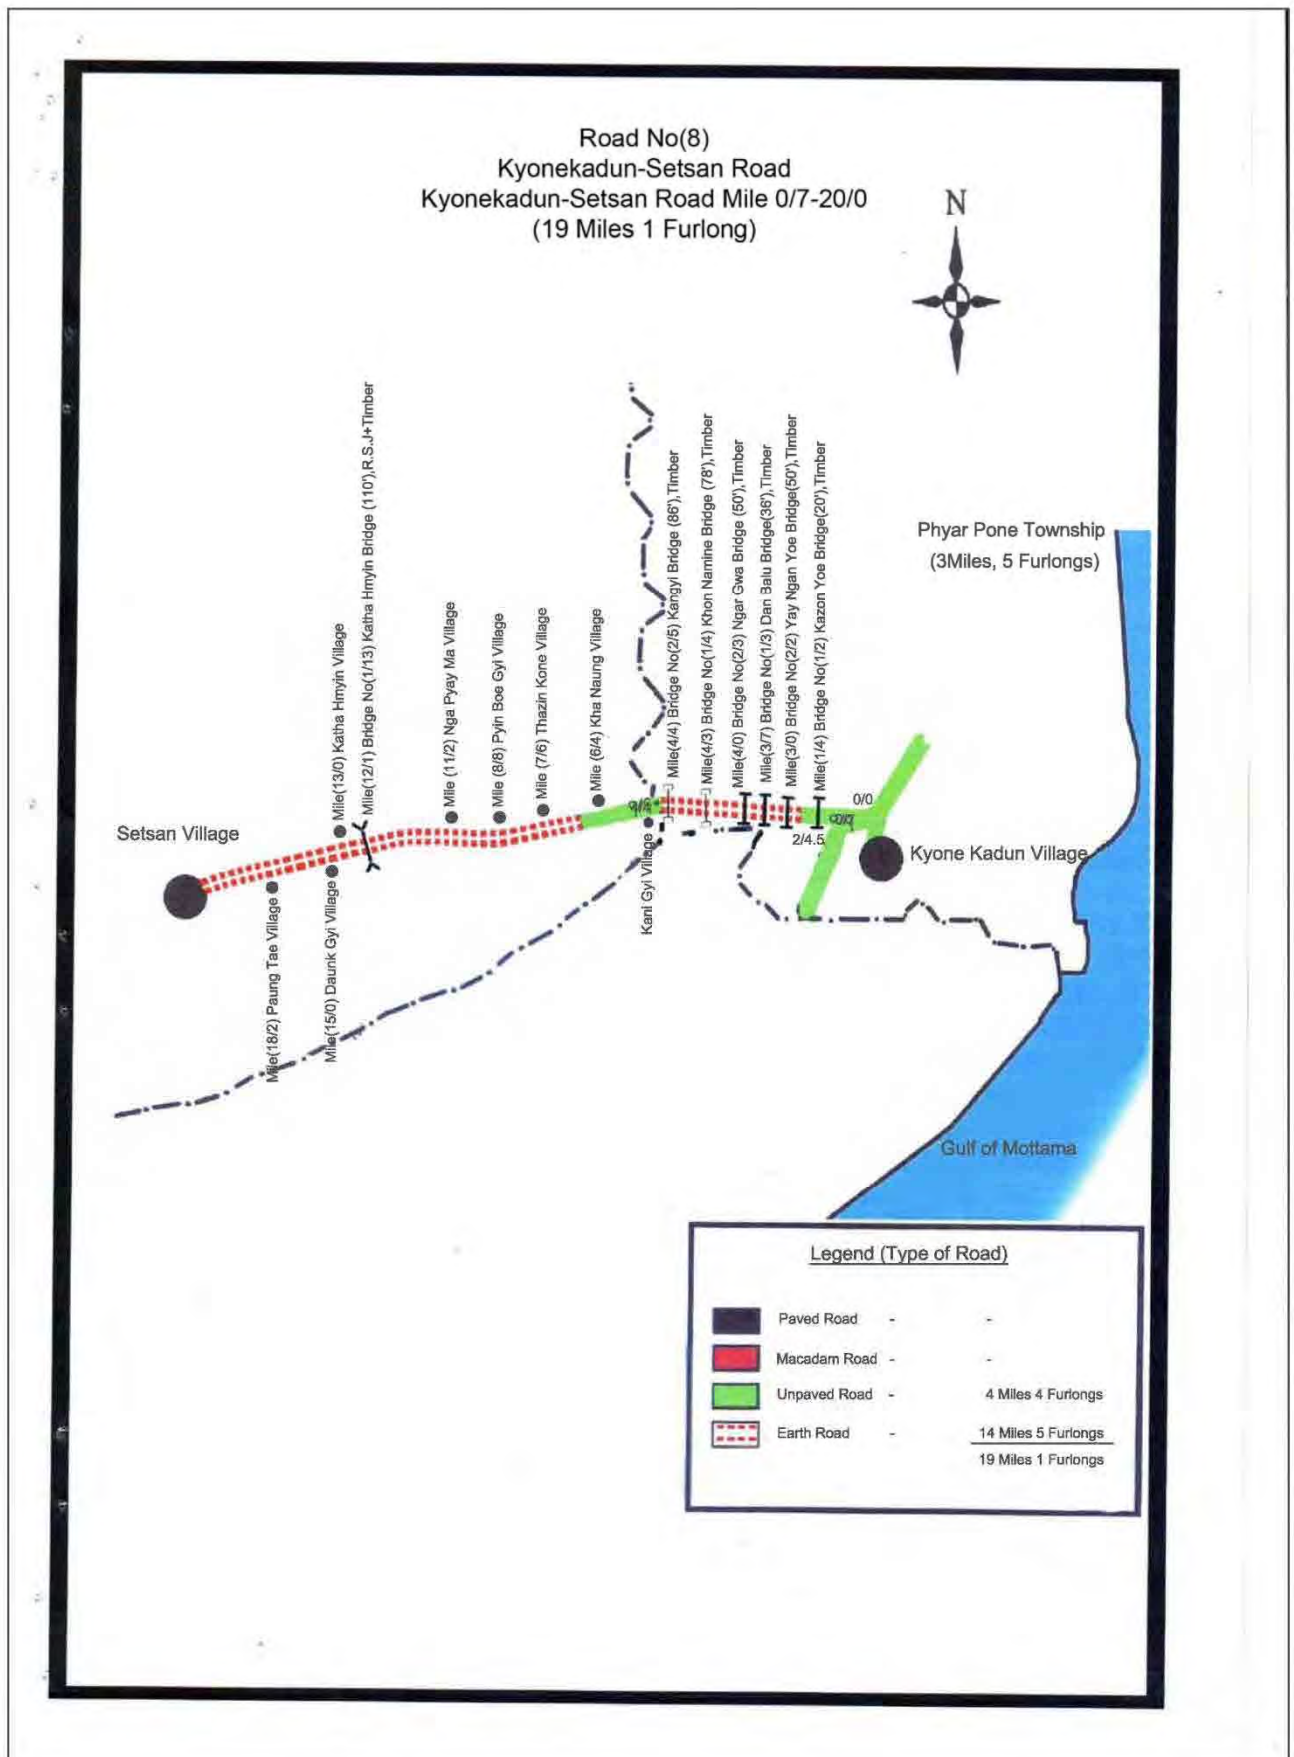 Road No(8)
Kyonekadun-Setsan Road
Kyonekadun-Setsan Road Mile 0/7-20/0
(19 Miles 1 Furlong)
N
Phyar Pone Township
(3Miles, 5 Furlongs)
Setsan Village
Mile(13/0) Katha Hmyin Village
Mile(12/1) Bridge No(1/13) Katha Hmyin Bridge (110'),R.S.J+Timber
Mile (11/2) Nga Pyay Ma Village
Mile (8/8) Pyin Boe Gyi Village
Mile (7/6) Thazin Kone Village
Mile (6/4) Kha Naung Village
Mile(4/4) Bridge No(2/5) Kangyi Bridge (86'),Timber
Mile(4/3) Bridge No(1/4) Khon Namine Bridge (78'),Timber
Mile(4/0) Bridge No(2/3) Ngar Gwa Bridge (50'),Timber
Mile(3/7) Bridge No(1/3) Dan Balu Bridge(36'),Timber
Mile(3/0) Bridge No(2/2) Yay Ngan Yoe Bridge(50'),Timber
Mile(1/4) Bridge No(1/2) Kazon Yoe Bridge(20'),Timber
0/0
2/4.5
Kyone Kadun Village
Mile(18/2) Paung Tae Village
Mile(15/0) Daunk Gyi Village
Kani Gyi Village
Gulf of Mottama
Legend (Type of Road)
Paved Road - -
Macadam Road - -
Unpaved Road - 4 Miles 4 Furlongs
Earth Road - 14 Miles 5 Furlongs
19 Miles 1 Furlongs